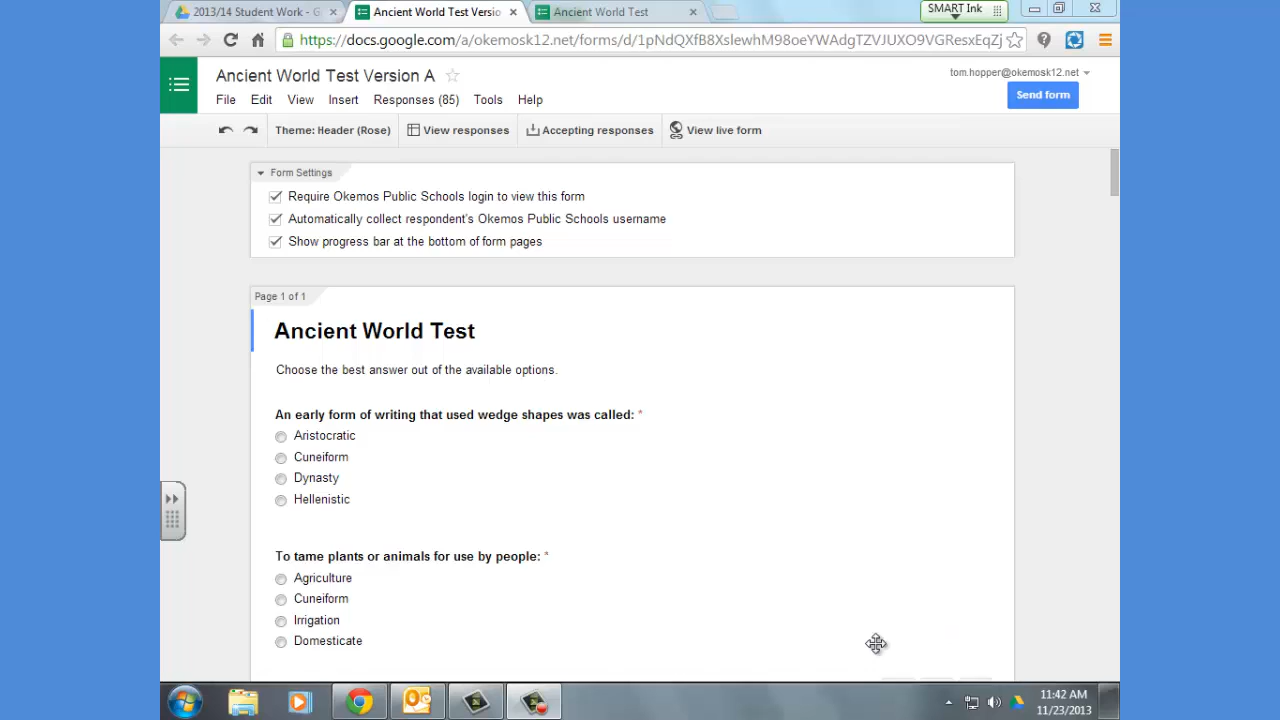 2013/14 Student Work - G
Ancient World Test Versio
Ancient World Test
SMART Ink
https://docs.google.com/a/okemosk12.net/forms/d/1pNdQXfB8XslewhM98oeYWAdgTZVJUXO9VGResxEqZj
Ancient World Test Version A
tom.hopper@okemosk12.net
File Edit View Insert Responses (85) Tools Help
Send form
Theme: Header (Rose) View responses Accepting responses View live form
Form Settings
Require Okemos Public Schools login to view this form
Automatically collect respondent's Okemos Public Schools username
Show progress bar at the bottom of form pages
Page 1 of 1
Ancient World Test
Choose the best answer out of the available options.
An early form of writing that used wedge shapes was called: *
Aristocratic
Cuneiform
Dynasty
Hellenistic
To tame plants or animals for use by people: *
Agriculture
Cuneiform
Irrigation
Domesticate
11:42 AM
11/23/2013